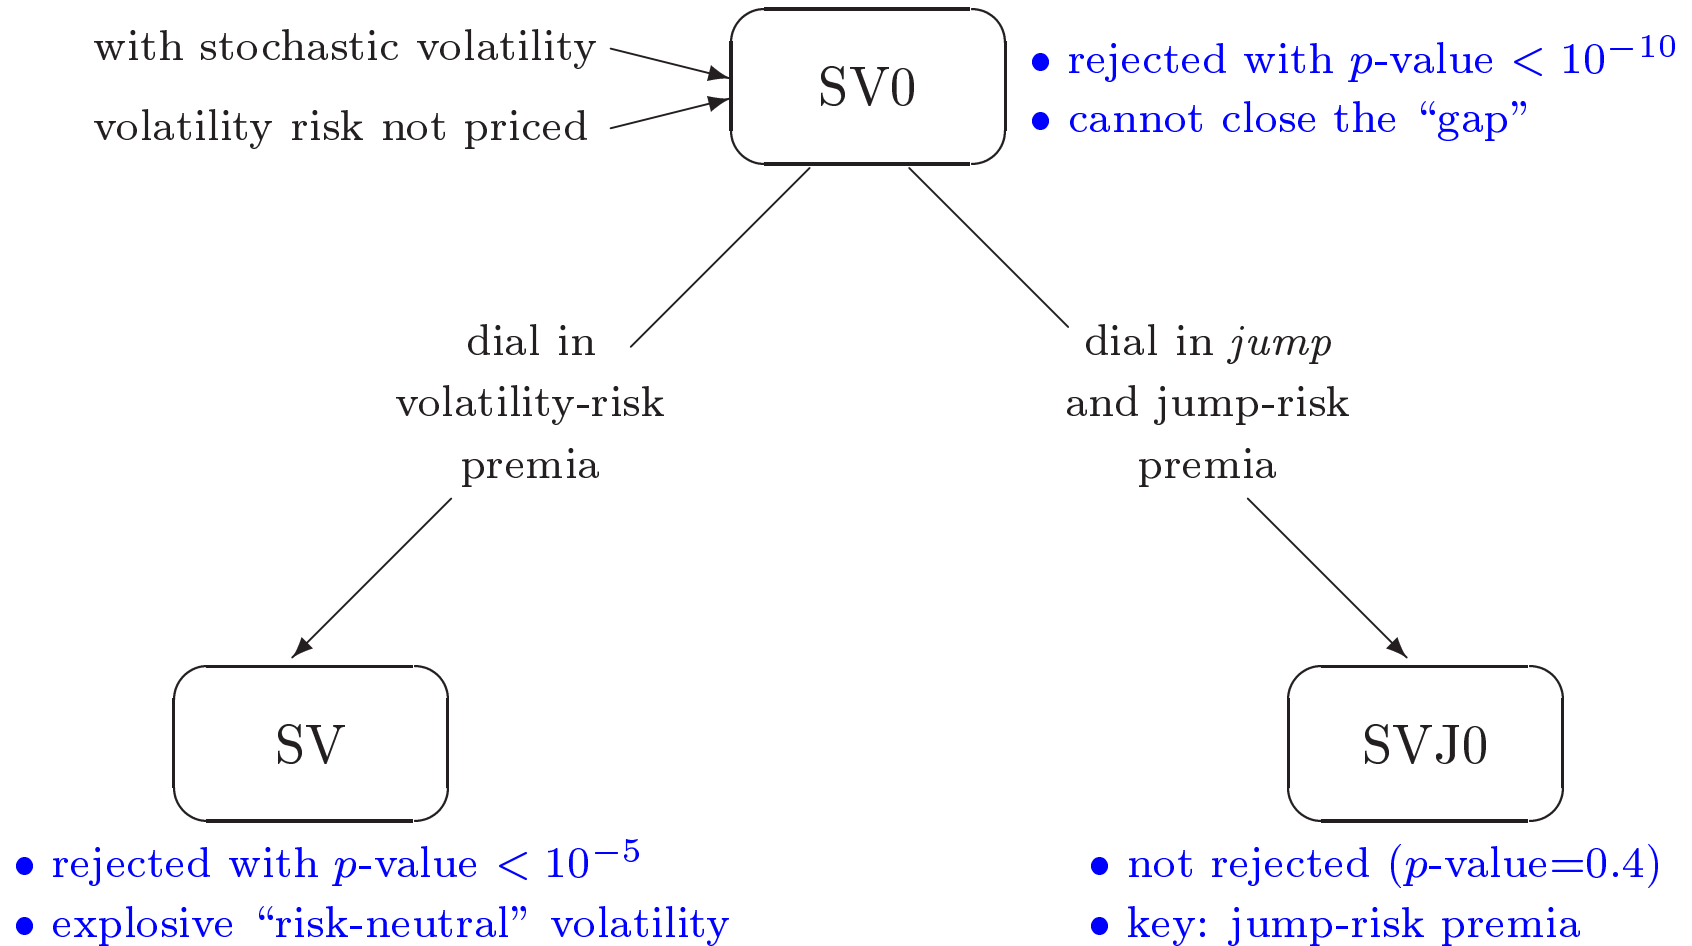 with stochastic volatility
volatility risk not priced
SV0
• rejected with p-value < 10⁻¹⁰
• cannot close the “gap”
dial in
volatility-risk
premia
dial in jump
and jump-risk
premia
SV
• rejected with p-value < 10⁻⁵
• explosive “risk-neutral” volatility
SVJ0
• not rejected (p-value=0.4)
• key: jump-risk premia